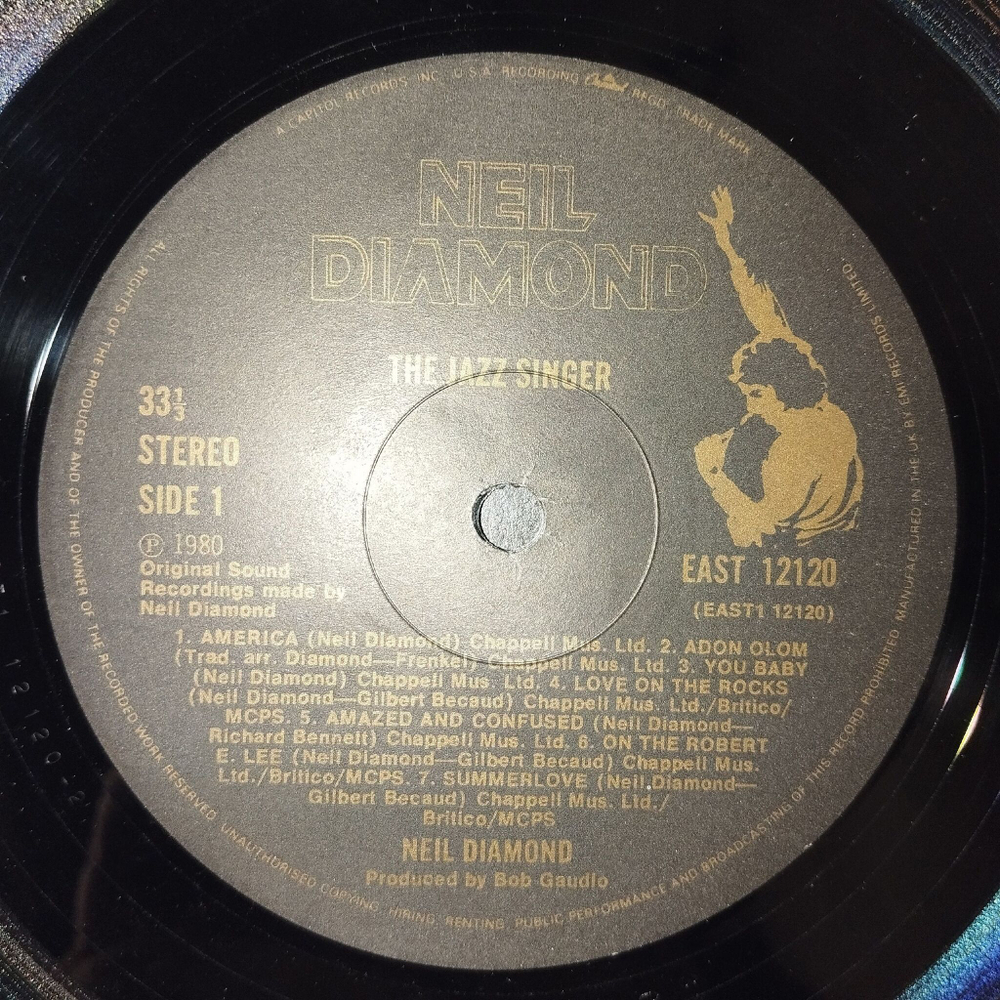 A CAPITOL RECORDS, INC. U.S.A. RECORDING Capitol REGD. TRADE MARK
NEIL
DIAMOND
THE JAZZ SINGER
33⅓
STEREO
SIDE 1
Ⓟ 1980
Original Sound
Recordings made by
Neil Diamond
EAST 12120
(EAST1 12120)
1. AMERICA (Neil Diamond) Chappell Mus. Ltd. 2. ADON OLOM
(Trad. arr. Diamond—Frenkel) Chappell Mus. Ltd. 3. YOU BABY
(Neil Diamond) Chappell Mus. Ltd. 4. LOVE ON THE ROCKS
(Neil Diamond—Gilbert Becaud) Chappell Mus. Ltd./Britico/
MCPS. 5. AMAZED AND CONFUSED (Neil Diamond—
Richard Bennett) Chappell Mus. Ltd. 6. ON THE ROBERT
E. LEE (Neil Diamond—Gilbert Becaud) Chappell Mus.
Ltd./Britico/MCPS. 7. SUMMERLOVE (Neil Diamond—
Gilbert Becaud) Chappell Mus. Ltd./
Britico/MCPS
NEIL DIAMOND
Produced by Bob Gaudio
ALL RIGHTS OF THE PRODUCER AND OF THE OWNER OF THE RECORDED WORK RESERVED. UNAUTHORISED COPYING, HIRING, RENTING, PUBLIC PERFORMANCE AND BROADCASTING OF THIS RECORD PROHIBITED. MANUFACTURED IN THE UK BY EMI RECORDS LIMITED.